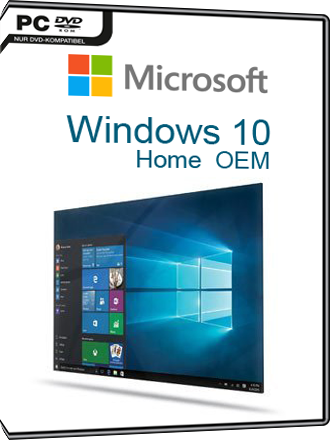 PC DVD
ROM
NUR DVD-KOMPATIBEL
Microsoft
Windows 10
Home OEM